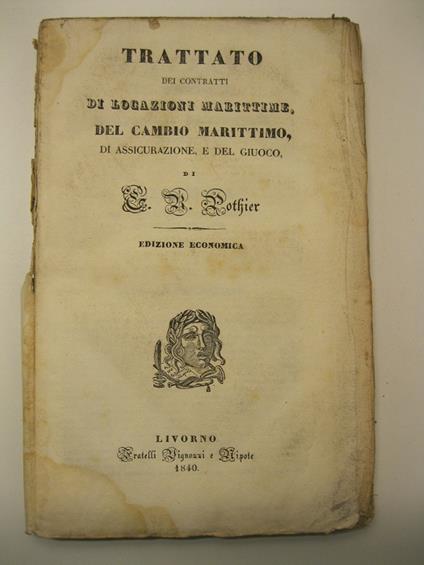 TRATTATO
DEI CONTRATTI
DI LOCAZIONI MARITTIME,
DEL CAMBIO MARITTIMO,
DI ASSICURAZIONE, E DEL GIUOCO,
DI
G. R. Pothier
EDIZIONE ECONOMICA
LIVORNO
Fratelli Vignozzi e Nipote
1840.